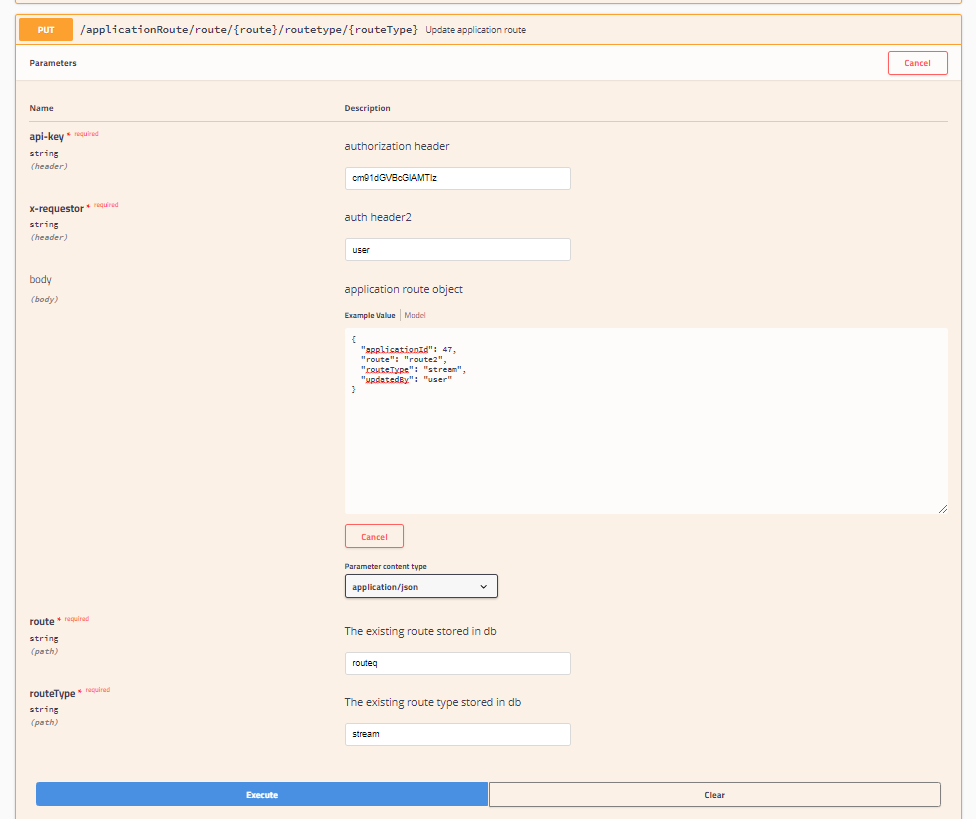 PUT /applicationRoute/route/{route}/routetype/{routeType} Update application route
Parameters Cancel
Name Description
api-key * required
string
(header)
authorization header
cm91dGVBcGlAMTIz
x-requestor * required
string
(header)
auth header2
user
body
(body)
application route object
Example Value Model
{
"applicationId": 47,
"route": "route2",
"routeType": "stream",
"updatedBy": "user"
}
Cancel
Parameter content type
application/json
route * required
string
(path)
The existing route stored in db
routeq
routeType * required
string
(path)
The existing route type stored in db
stream
Execute Clear